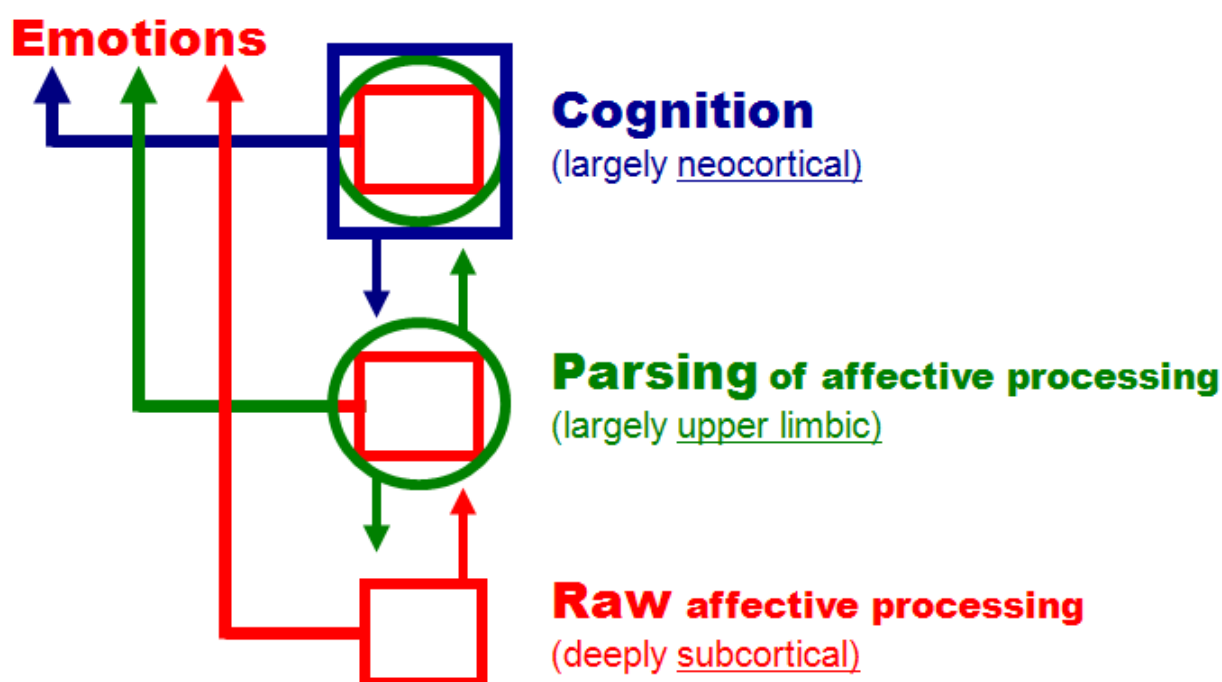 Emotions
Cognition
(largely neocortical)
Parsing of affective processing
(largely upper limbic)
Raw affective processing
(deeply subcortical)